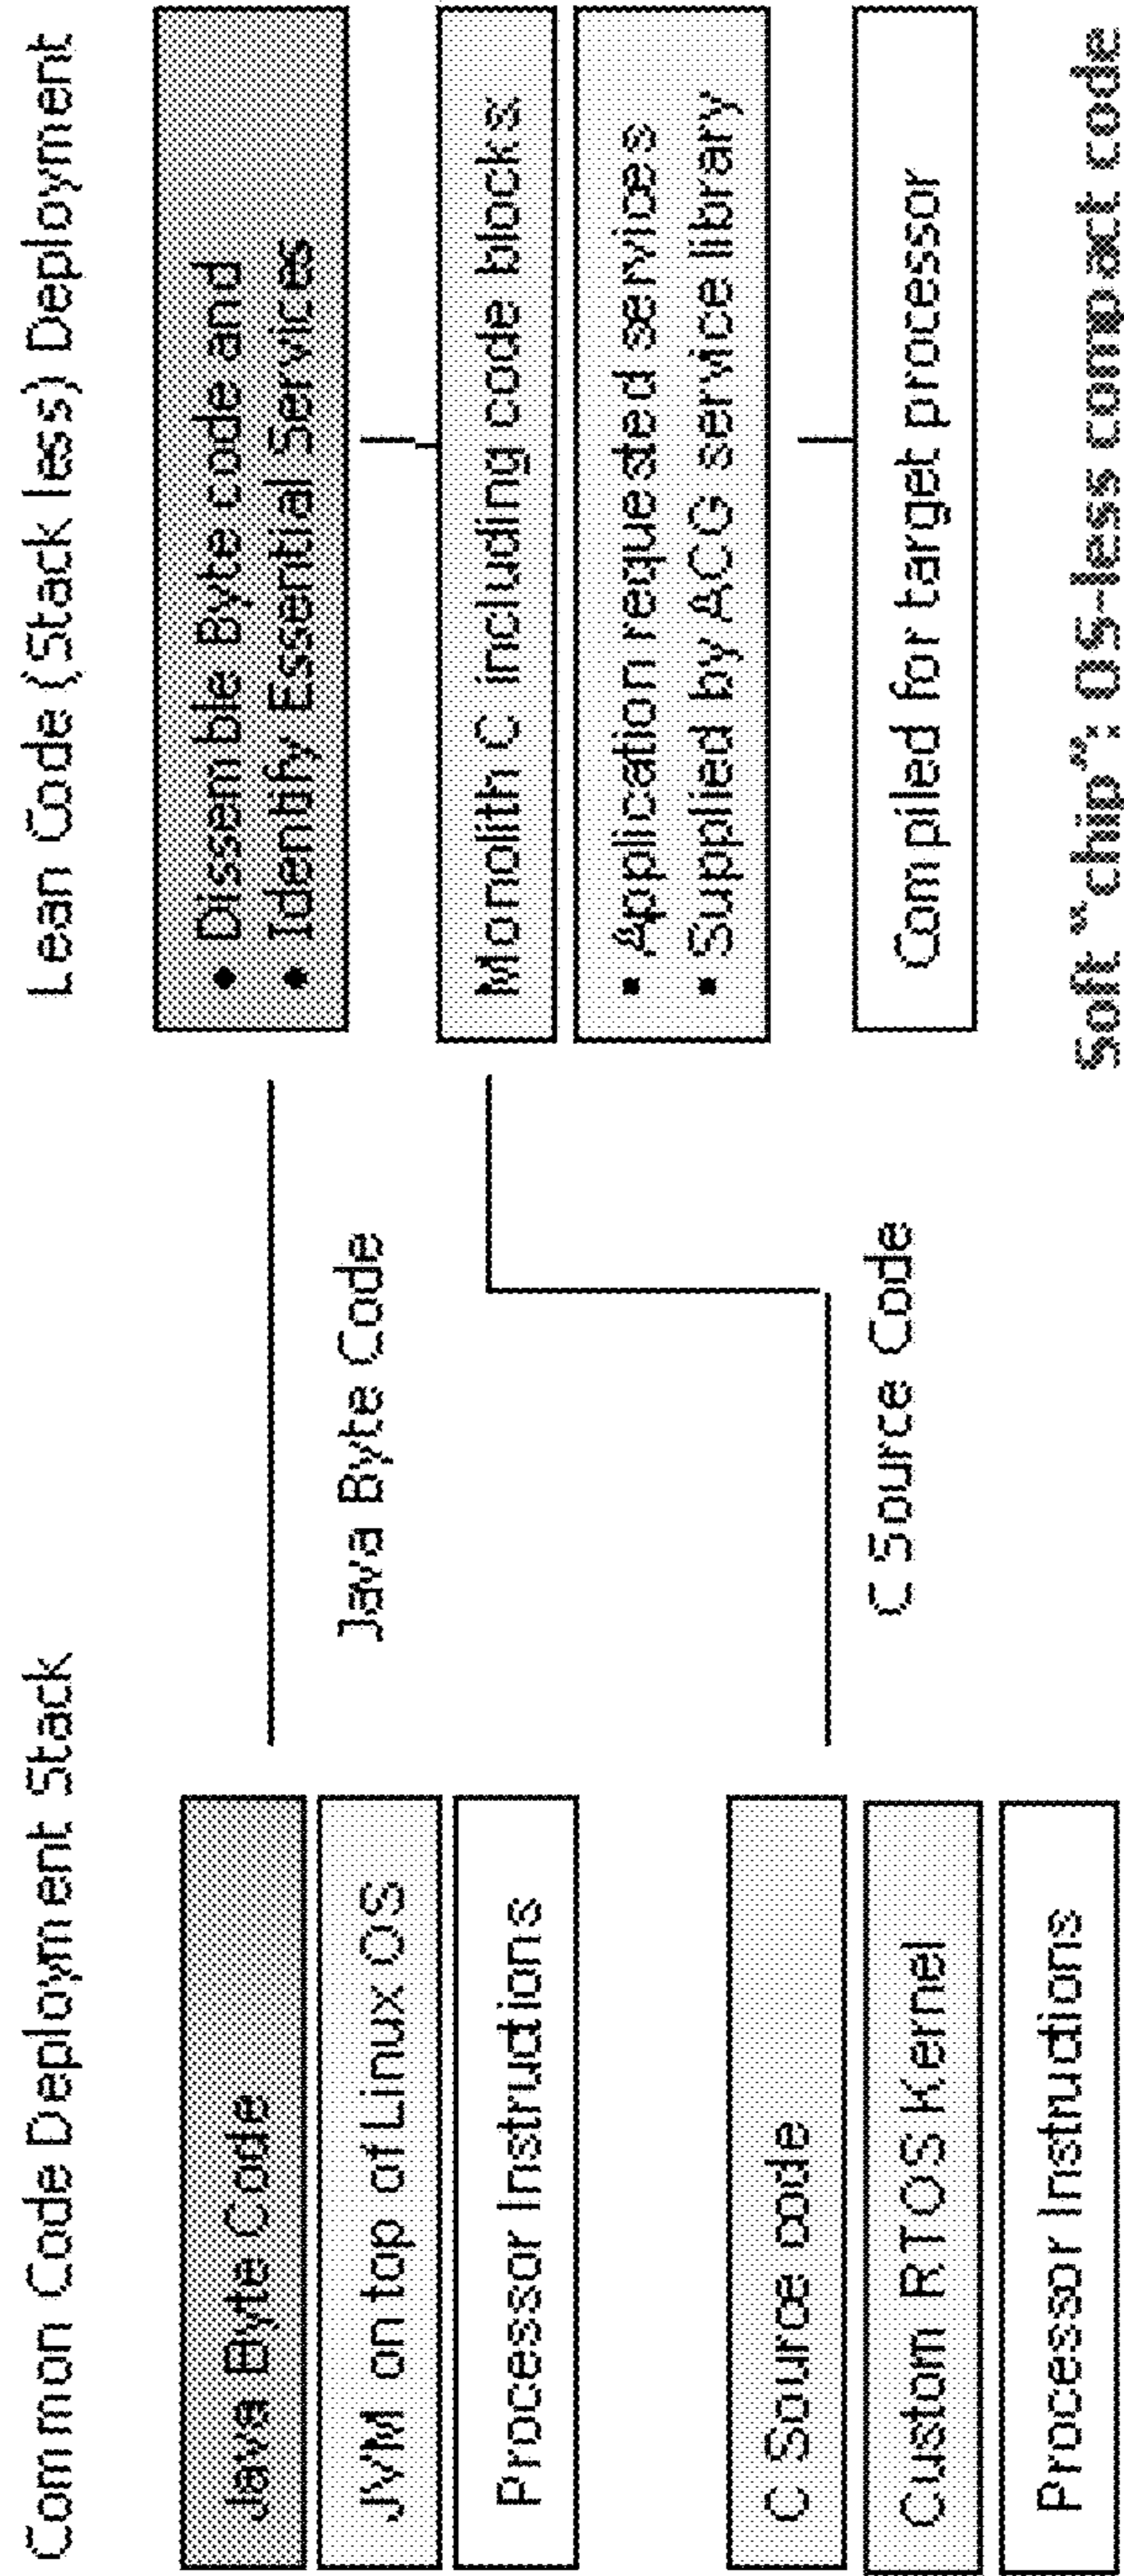 Common Code Deployment Stack
Java Byte Code
JVM on top of Linux OS
Processor Instructions
C Source code
Custom RTOS Kernel
Processor Instructions
Java Byte Code
C Source Code
Lean Code (Stack less) Deployment
• Dissemble Byte code and
• Identify Essential Services
Monolith C including code blocks
▪ Application requested services
▪ Supplied by ACG service library
Compiled for target processor
Soft “chip”: OS-less compact code